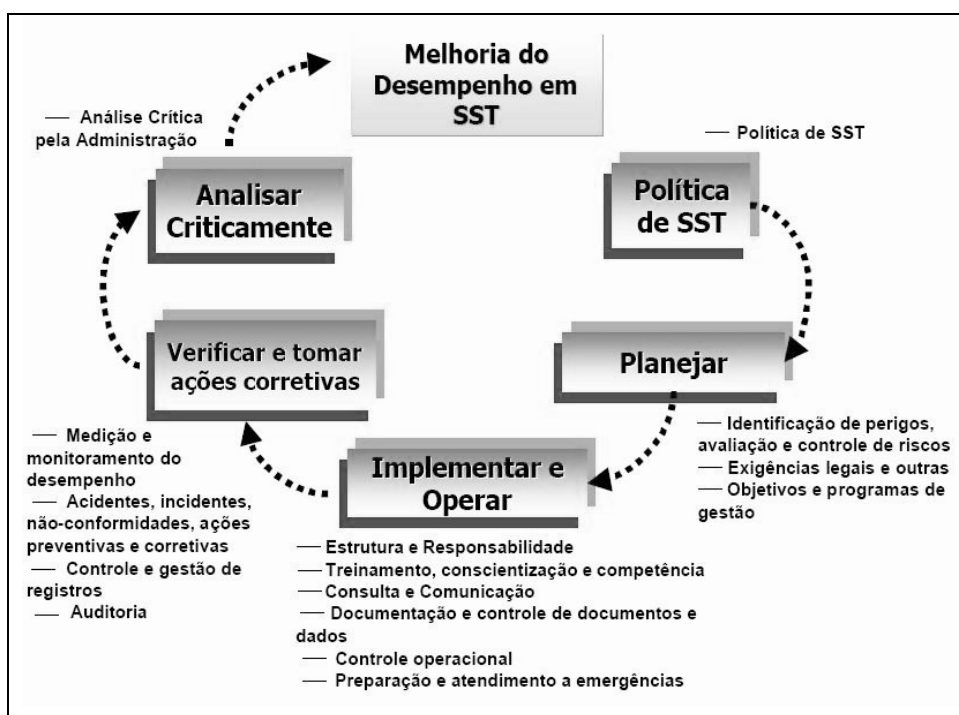 Melhoria do
Desempenho em
SST
— Análise Crítica
pela Administração
— Política de SST
Analisar
Criticamente
Política
de SST
Verificar e tomar
ações corretivas
Planejar
— Medição e
monitoramento do
desempenho
— Acidentes, incidentes,
não-conformidades, ações
preventivas e corretivas
— Controle e gestão de
registros
— Auditoria
Implementar e
Operar
— Identificação de perigos,
avaliação e controle de riscos
— Exigências legais e outras
— Objetivos e programas de
gestão
— Estrutura e Responsabilidade
— Treinamento, conscientização e competência
— Consulta e Comunicação
— Documentação e controle de documentos e
dados
— Controle operacional
— Preparação e atendimento a emergências